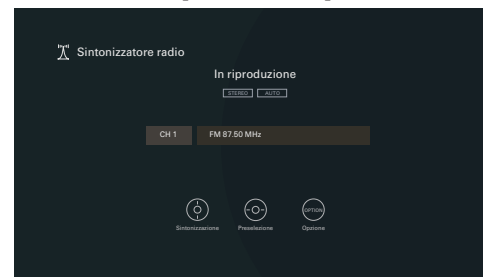 Sintonizzatore radio
In riproduzione
STEREO AUTO
CH 1 FM 87.50 MHz
OPTION
Sintonizzazione Preselezione Opzione